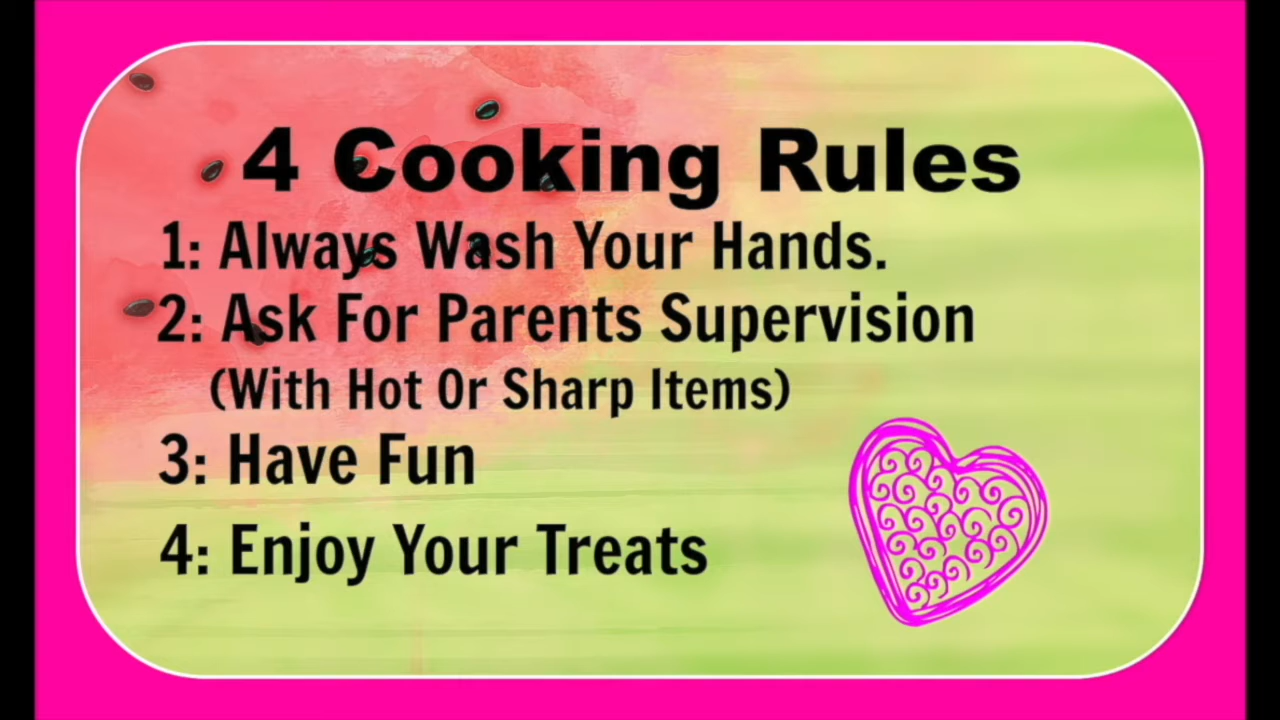 4 Cooking Rules
1: Always Wash Your Hands.
2: Ask For Parents Supervision
(With Hot Or Sharp Items)
3: Have Fun
4: Enjoy Your Treats